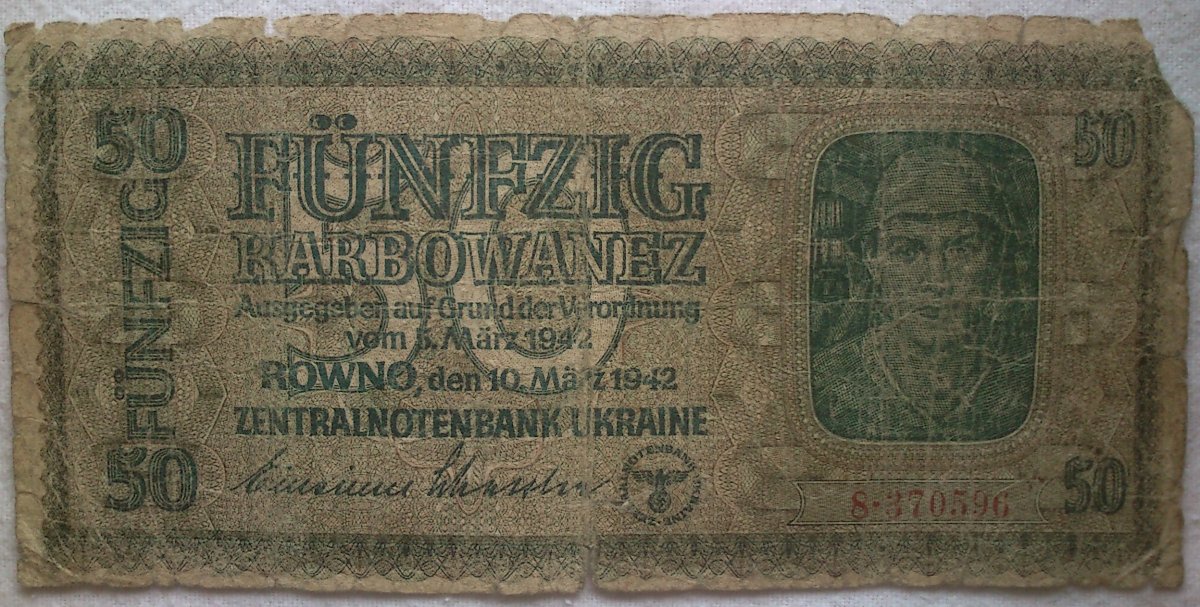 50
FÜNFZIG
50
FÜNFZIG
KARBOWANEZ
50
Ausgegeben auf Grund der Verordnung
vom 5. März 1942
ROWNO, den 10. März 1942
ZENTRALNOTENBANK UKRAINE
50
8·370596
50